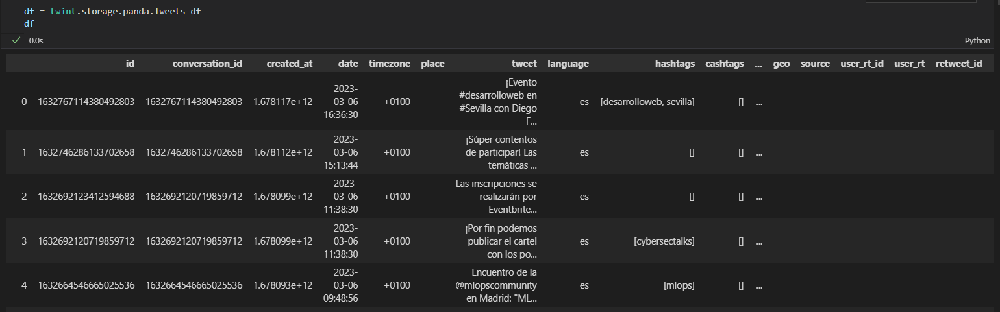 df = twint.storage.panda.Tweets_df
df
0.0s
Python
id conversation_id created_at date timezone place tweet language hashtags cashtags ... geo source user_rt_id user_rt retweet_id
0 1632767114380492803 1632767114380492803 1.678117e+12 2023-03-06 16:36:30 +0100 ¡Evento #desarrolloweb en #Sevilla con Diego F... es [desarrolloweb, sevilla] [] ...
1 1632746286133702658 1632746286133702658 1.678112e+12 2023-03-06 15:13:44 +0100 ¡Súper contentos de participar! Las temáticas ... es [] [] ...
2 1632692123412594688 1632692120719859712 1.678099e+12 2023-03-06 11:38:30 +0100 Las inscripciones se realizarán por Eventbrite... es [] [] ...
3 1632692120719859712 1632692120719859712 1.678099e+12 2023-03-06 11:38:30 +0100 ¡Por fin podemos publicar el cartel con los po... es [cybersectalks] [] ...
4 1632664546665025536 1632664546665025536 1.678093e+12 2023-03-06 09:48:56 +0100 Encuentro de la @mlopscommunity en Madrid: "ML... es [mlops] [] ...